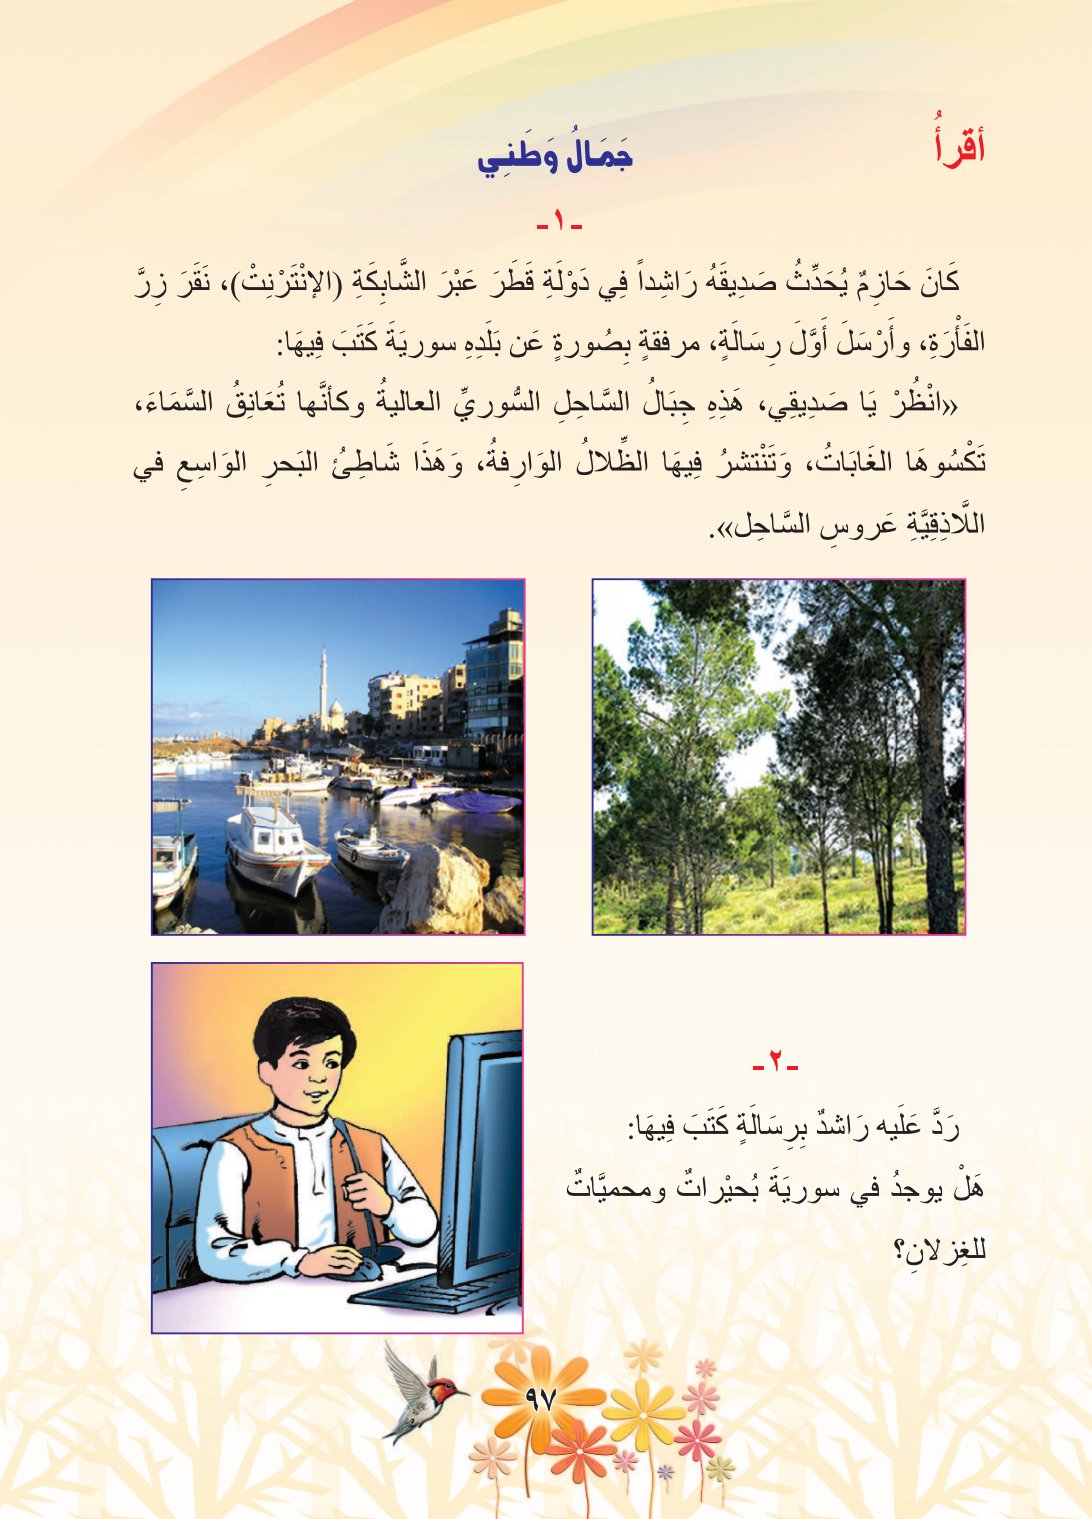 أقرأُ
جَمَالُ وَطَنِي
-١-
كَانَ حَازِمٌ يُحَدِّثُ صَدِيقَهُ رَاشِداً فِي دَوْلَةِ قَطَرَ عَبْرَ الشَّابِكَةِ (الإنْتَرْنِتْ)، نَقَرَ زِرَّ
الفَأْرَةِ، وأَرْسَلَ أَوَّلَ رِسَالَةٍ، مرفقةٍ بِصُورةٍ عَن بَلَدِهِ سوريَةَ كَتَبَ فِيهَا:
«انْظُرْ يَا صَدِيقِي، هَذِهِ جِبَالُ السَّاحِلِ السُّوريِّ العاليةُ وكأنَّها تُعَانِقُ السَّمَاءَ،
تَكْسُوهَا الغَابَاتُ، وَتَنْتشرُ فِيهَا الظِّلالُ الوَارِفةُ، وَهَذَا شَاطِئُ البَحرِ الوَاسِعِ في
اللَّاذِقِيَّةِ عَروسِ السَّاحِل».
-٢-
رَدَّ عَلَيه رَاشدٌ بِرِسَالَةٍ كَتَبَ فِيهَا:
هَلْ يوجدُ في سوريَةَ بُحيْراتٌ ومحميَّاتٌ
للغِزلانِ؟
٩٧